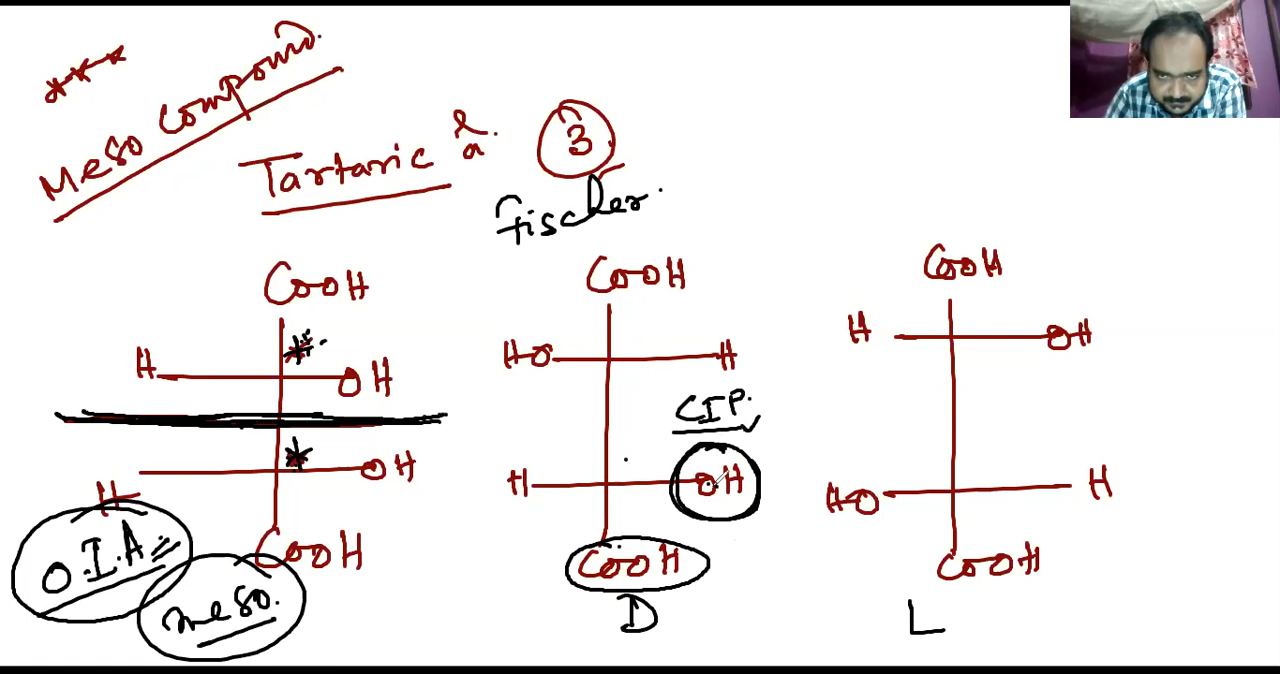 ***
Meso Compound.
Tartaric a. 3
fischer.
COOH COOH COOH
H OH HO H H OH
CIP.
H OH H OH HO H
COOH COOH COOH
O.I.A
meso. D L